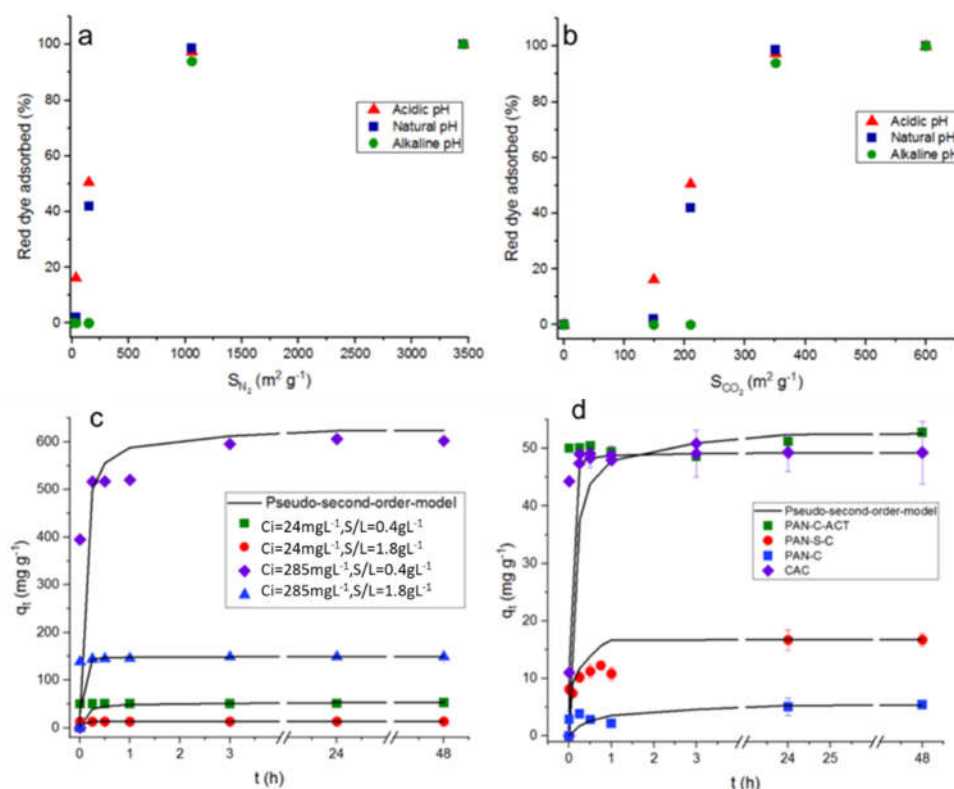 a
Red dye adsorbed (%)
100
80
60
40
20
0
Acidic pH
Natural pH
Alkaline pH
0 500 1000 1500 2000 2500 3000 3500
S_N₂ (m² g⁻¹)
b
Red dye adsorbed (%)
100
80
60
40
20
0
Acidic pH
Natural pH
Alkaline pH
0 100 200 300 400 500 600
S_CO₂ (m² g⁻¹)
c
qₜ (mg g⁻¹)
600
500
400
300
200
150
100
50
0
Pseudo-second-order-model
Ci=24mgL⁻¹,S/L=0.4gL⁻¹
Ci=24mgL⁻¹,S/L=1.8gL⁻¹
Ci=285mgL⁻¹,S/L=0.4gL⁻¹
Ci=285mgL⁻¹,S/L=1.8gL⁻¹
0 1 3 24 48
t (h)
d
qₜ (mg g⁻¹)
50
40
30
20
10
0
Pseudo-second-order-model
PAN-C-ACT
PAN-S-C
PAN-C
CAC
0 1 2 3 24 25 48
t (h)